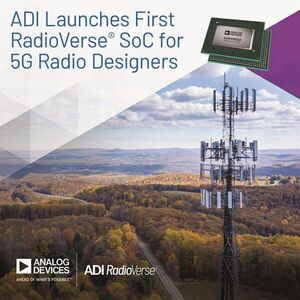 ADI Launches First
RadioVerse® SoC for
5G Radio Designers
ANALOG
DEVICES
AHEAD OF WHAT'S POSSIBLE™
ADI RadioVerse®